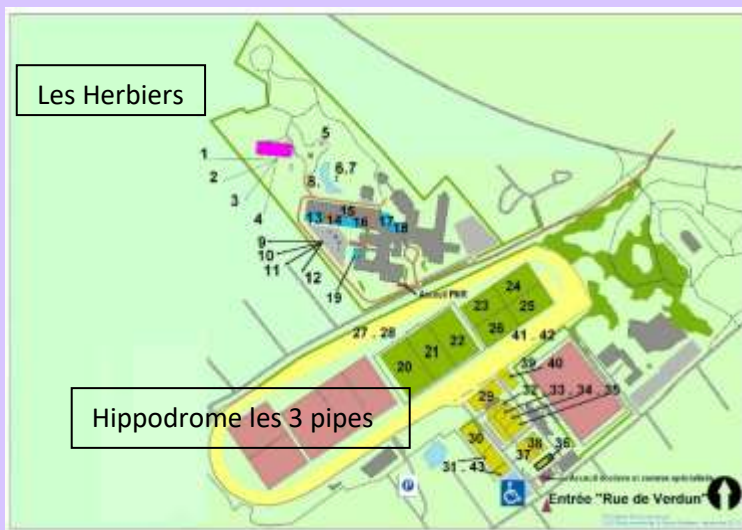 Les Herbiers
5
1
2
6,7
3
8.
4
15
13 14 16 17 18
9
10
11
12
19
Accueil PMR
24
23
25
27 . 28
26
41 . 42
22
21
20
39 . 40
Hippodrome les 3 pipes
29
32 . 33 . 34 . 35
30
38 36.
37
31 . 43
P
Entrée "Rue de Verdun"